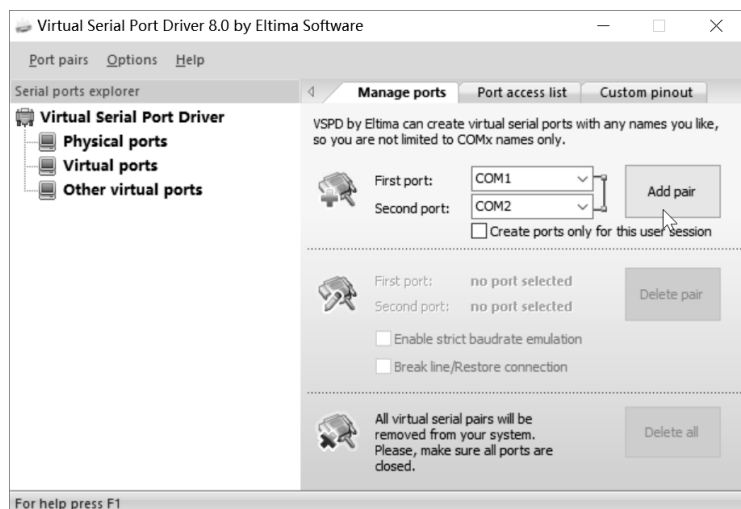 Virtual Serial Port Driver 8.0 by Eltima Software
Port pairs Options Help
Serial ports explorer
Virtual Serial Port Driver
Physical ports
Virtual ports
Other virtual ports
Manage ports Port access list Custom pinout
VSPD by Eltima can create virtual serial ports with any names you like,
so you are not limited to COMx names only.
First port: COM1
Second port: COM2
Add pair
Create ports only for this user session
First port: no port selected
Second port: no port selected
Delete pair
Enable strict baudrate emulation
Break line/Restore connection
All virtual serial pairs will be
removed from your system.
Please, make sure all ports are
closed.
Delete all
For help press F1